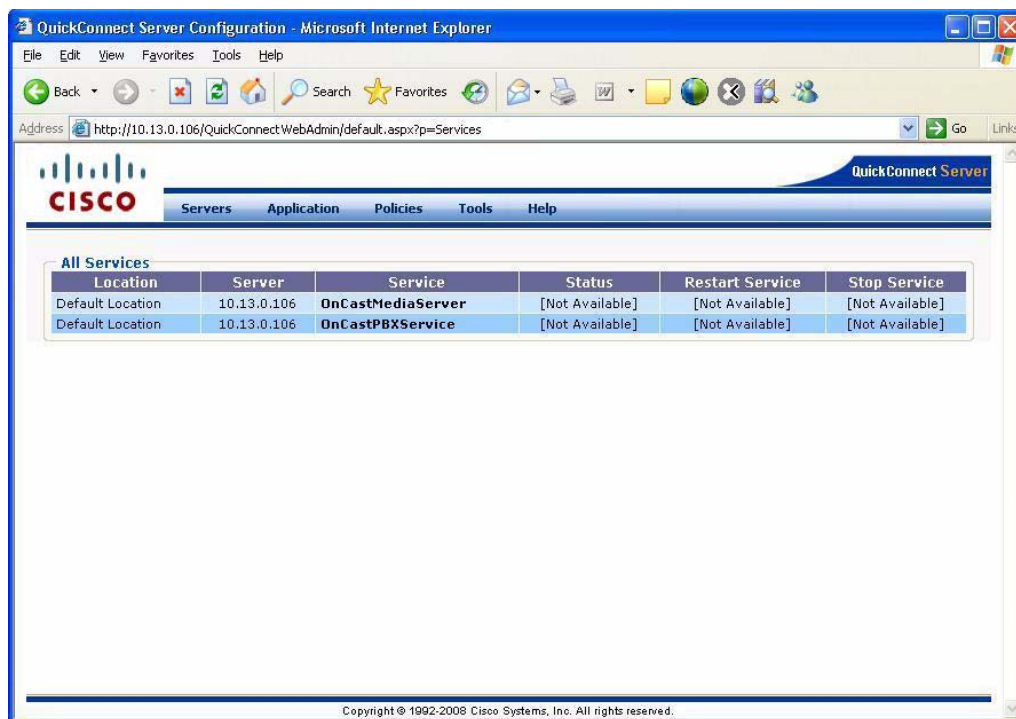 QuickConnect Server Configuration - Microsoft Internet Explorer
File Edit View Favorites Tools Help
Back Search Favorites
Address http://10.13.0.106/QuickConnectWebAdmin/default.aspx?p=Services Go Links
CISCO
QuickConnect Server
Servers Application Policies Tools Help
All Services
Location Server Service Status Restart Service Stop Service
Default Location 10.13.0.106 OnCastMediaServer [Not Available] [Not Available] [Not Available]
Default Location 10.13.0.106 OnCastPBXService [Not Available] [Not Available] [Not Available]
Copyright © 1992-2008 Cisco Systems, Inc. All rights reserved.